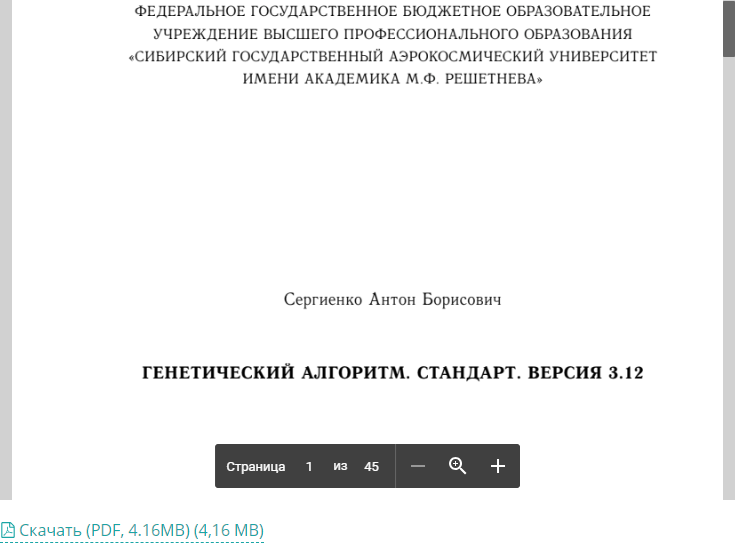 ФЕДЕРАЛЬНОЕ ГОСУДАРСТВЕННОЕ БЮДЖЕТНОЕ ОБРАЗОВАТЕЛЬНОЕ
УЧРЕЖДЕНИЕ ВЫСШЕГО ПРОФЕССИОНАЛЬНОГО ОБРАЗОВАНИЯ
«СИБИРСКИЙ ГОСУДАРСТВЕННЫЙ АЭРОКОСМИЧЕСКИЙ УНИВЕРСИТЕТ
ИМЕНИ АКАДЕМИКА М.Ф. РЕШЕТНЕВА»
Сергиенко Антон Борисович
ГЕНЕТИЧЕСКИЙ АЛГОРИТМ. СТАНДАРТ. ВЕРСИЯ 3.12
Страница 1 из 45
Скачать (PDF, 4.16MB) (4,16 MB)